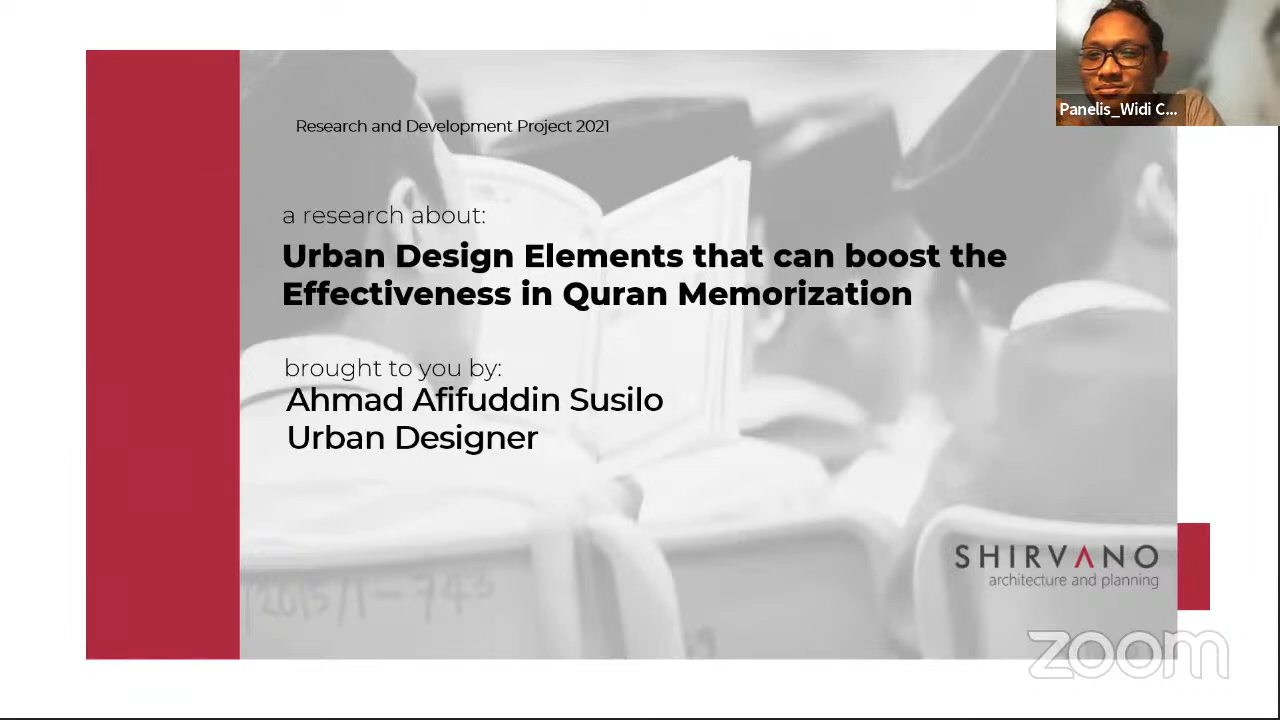 Research and Development Project 2021
a research about:
Urban Design Elements that can boost the
Effectiveness in Quran Memorization
brought to you by:
Ahmad Afifuddin Susilo
Urban Designer
SHIRVANO
architecture and planning
Panelis_Widi C...
zoom